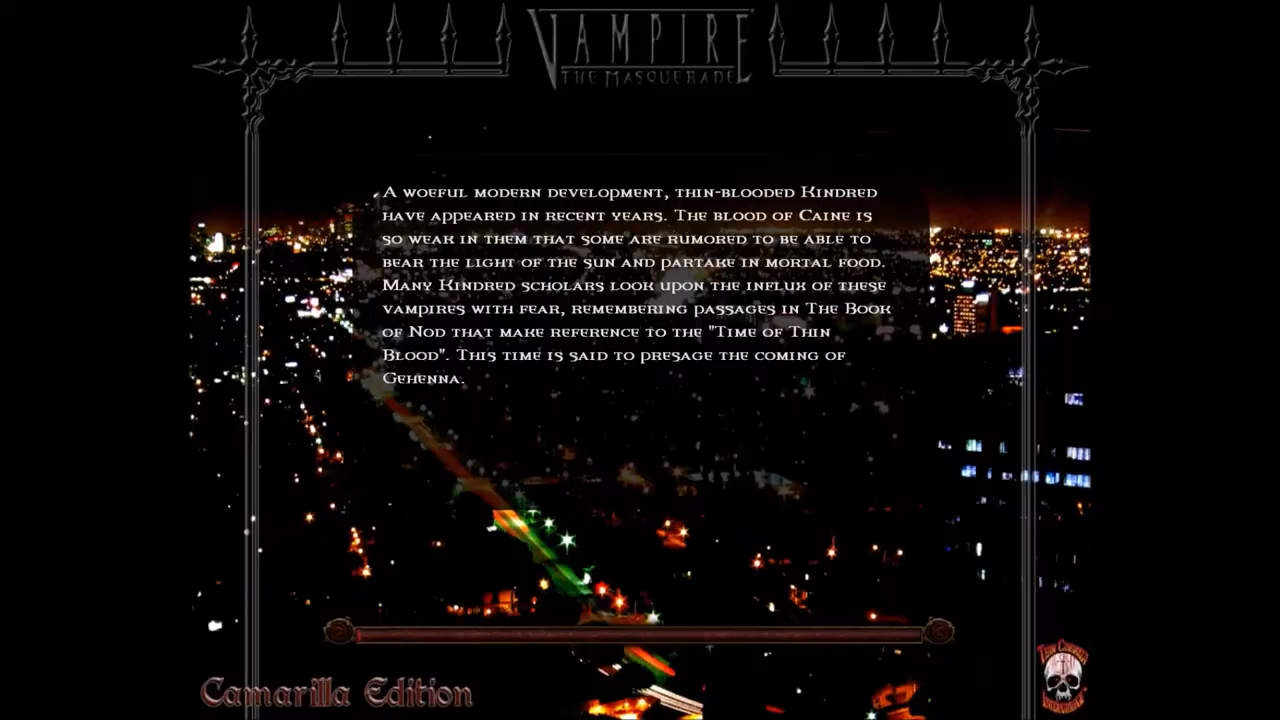 VAMPIRE
THE MASQUERADE
A woeful modern development, thin-blooded Kindred
have appeared in recent years. The blood of Caine is
so weak in them that some are rumored to be able to
bear the light of the sun and partake in mortal food.
Many Kindred scholars look upon the influx of these
vampires with fear, remembering passages in The Book
of Nod that make reference to the "Time of Thin
Blood". This time is said to presage the coming of
Gehenna.
Camarilla Edition